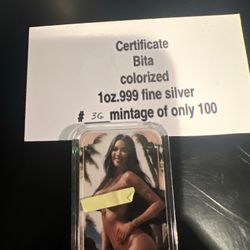 Certificate
Bita
colorized
1oz.999 fine silver
# 36 mintage of only 100